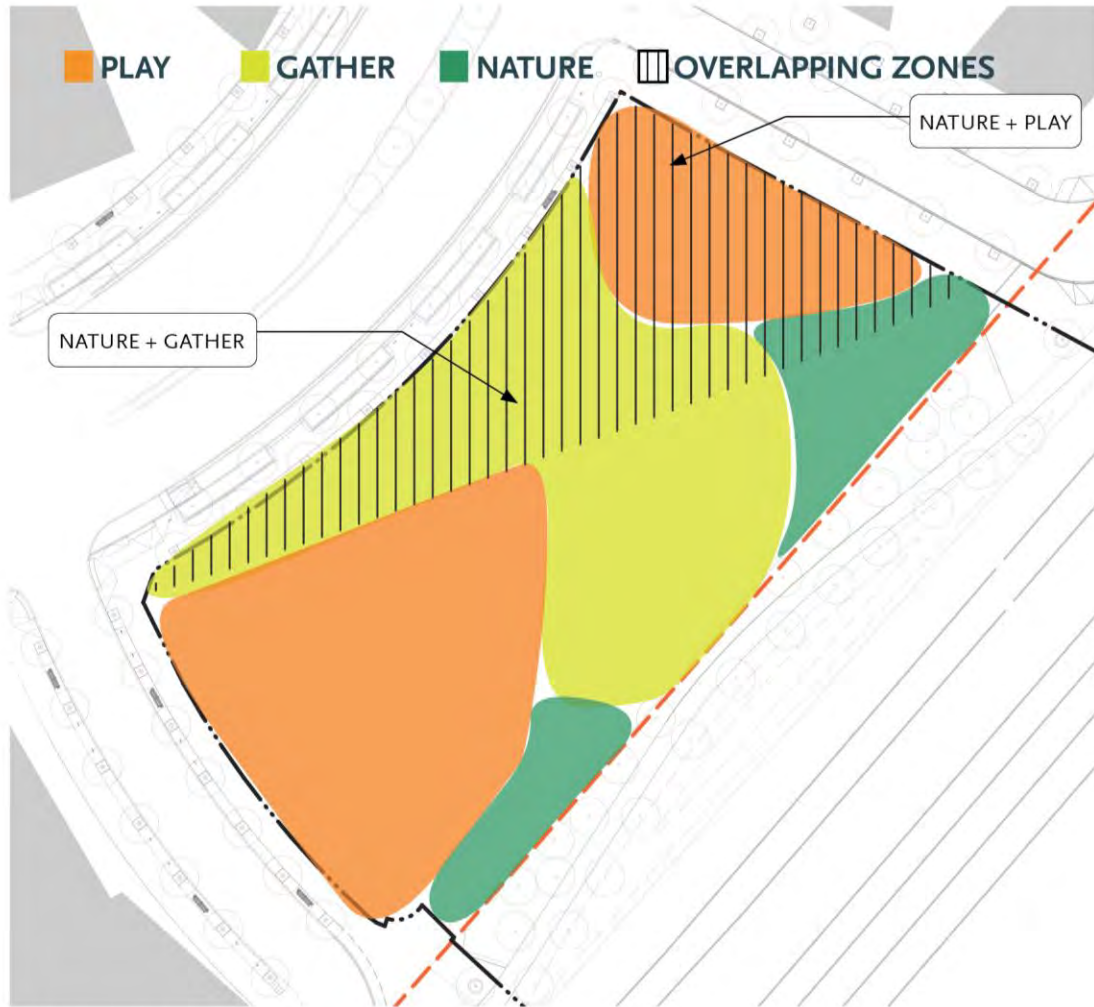 PLAY GATHER NATURE OVERLAPPING ZONES
NATURE + PLAY
NATURE + GATHER